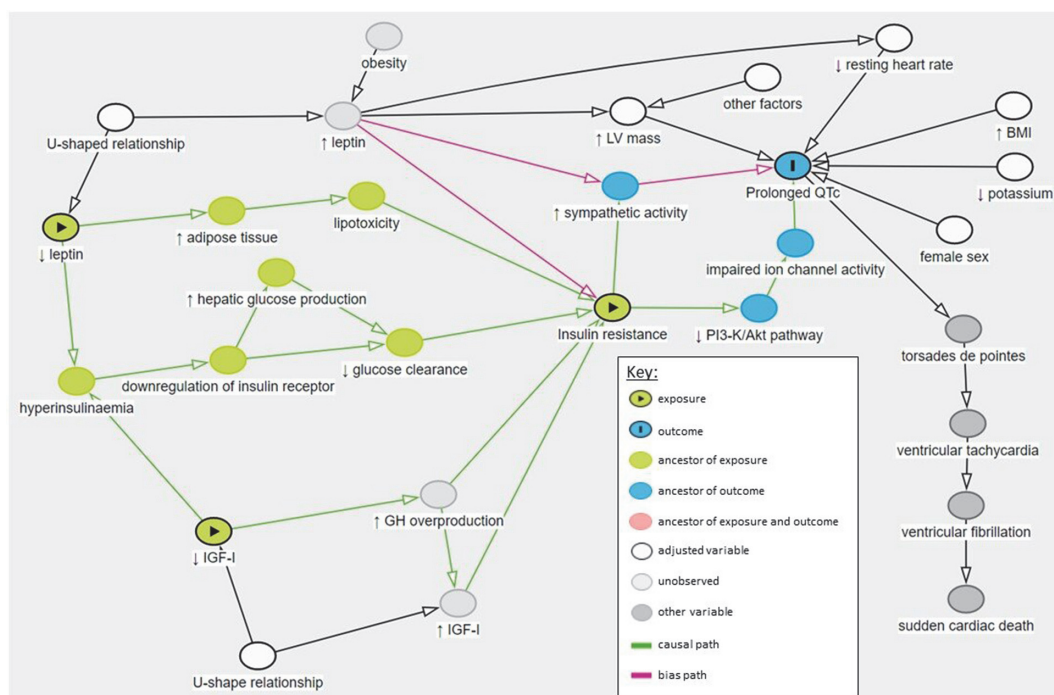 obesity
↓ resting heart rate
other factors
U-shaped relationship
↑ leptin
↑ LV mass
↑ BMI
Prolonged QTc
↓ potassium
↑ sympathetic activity
lipotoxicity
↑ adipose tissue
↓ leptin
female sex
impaired ion channel activity
↑ hepatic glucose production
Insulin resistance
↓ PI3-K/Akt pathway
torsades de pointes
↓ glucose clearance
downregulation of insulin receptor
hyperinsulinaemia
ventricular tachycardia
↑ GH overproduction
ventricular fibrillation
↓ IGF-I
↑ IGF-I
sudden cardiac death
U-shape relationship
Key:
exposure
outcome
ancestor of exposure
ancestor of outcome
ancestor of exposure and outcome
adjusted variable
unobserved
other variable
causal path
bias path